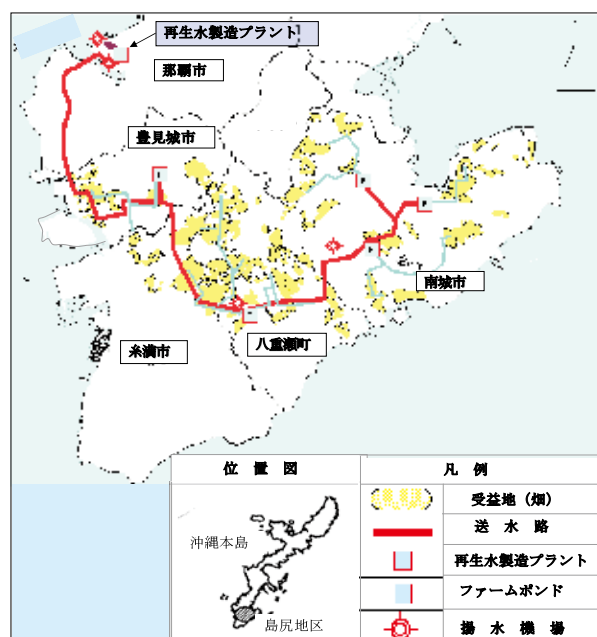 再生水製造プラント
那覇市
豊見城市
南城市
八重瀬町
糸満市
位 置 図
沖縄本島
島尻地区
凡 例
受益地（畑）
送 水 路
再生水製造プラント
ファームポンド
揚 水 機 場